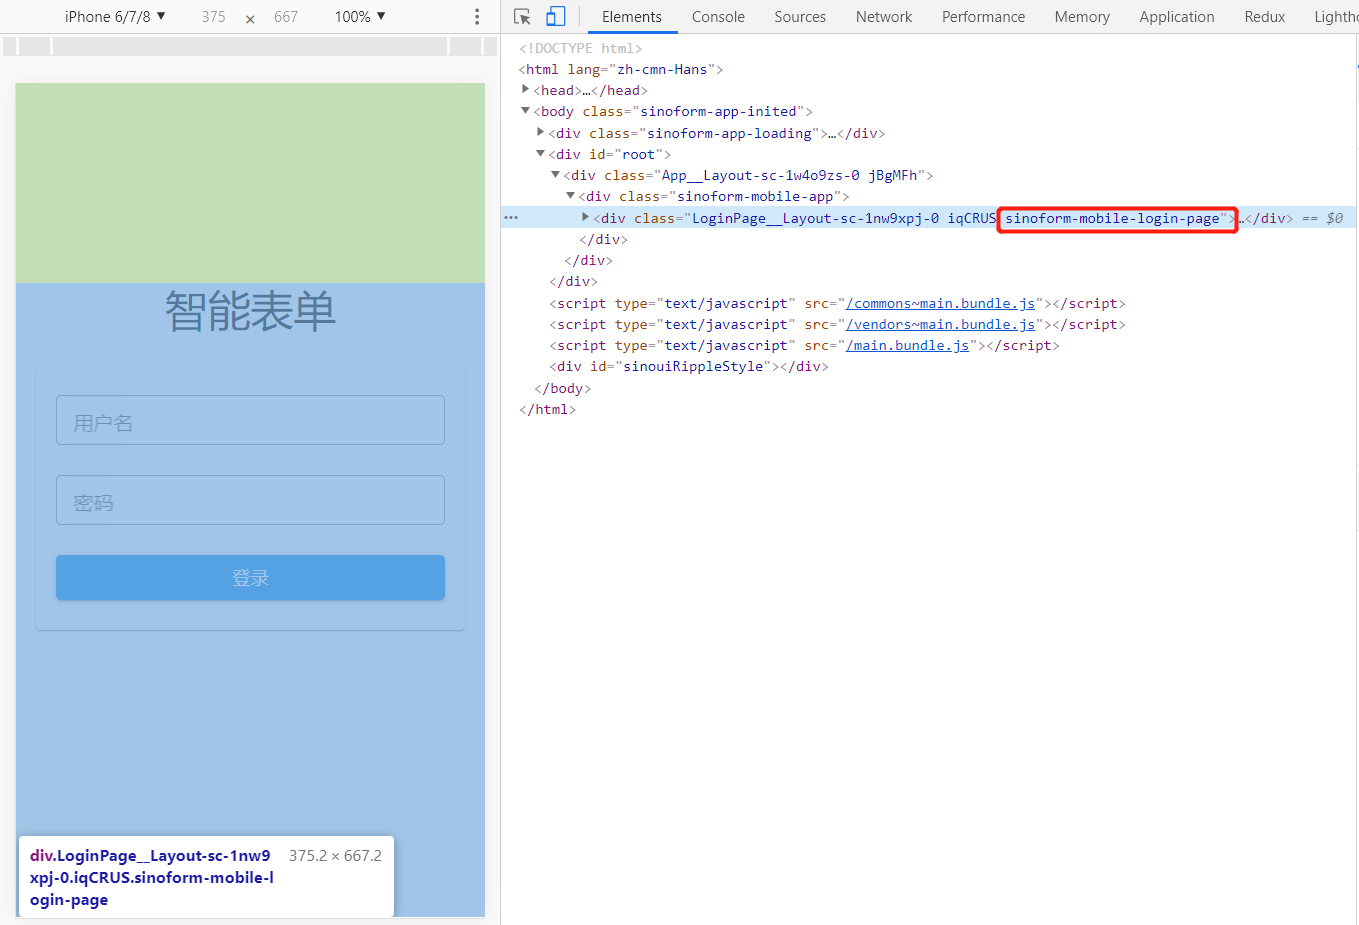 iPhone 6/7/8 ▼ 375 × 667 100% ▼
Elements Console Sources Network Performance Memory Application Redux Lighth
<!DOCTYPE html>
<html lang="zh-cmn-Hans">
<head>…</head>
<body class="sinoform-app-inited">
<div class="sinoform-app-loading">…</div>
<div id="root">
<div class="App__Layout-sc-1w4o9zs-0 jBgMFh">
<div class="sinoform-mobile-app">
<div class="LoginPage__Layout-sc-1nw9xpj-0 iqCRUS sinoform-mobile-login-page">…</div> == $0
</div>
</div>
</div>
<script type="text/javascript" src="/commons~main.bundle.js"></script>
<script type="text/javascript" src="/vendors~main.bundle.js"></script>
<script type="text/javascript" src="/main.bundle.js"></script>
<div id="sinouiRippleStyle"></div>
</body>
</html>
智能表单
用户名
密码
登录
div.LoginPage__Layout-sc-1nw9 375.2 × 667.2
xpj-0.iqCRUS.sinoform-mobile-l
ogin-page